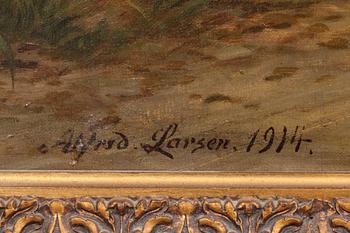 Alfred. Larsen. 1914.